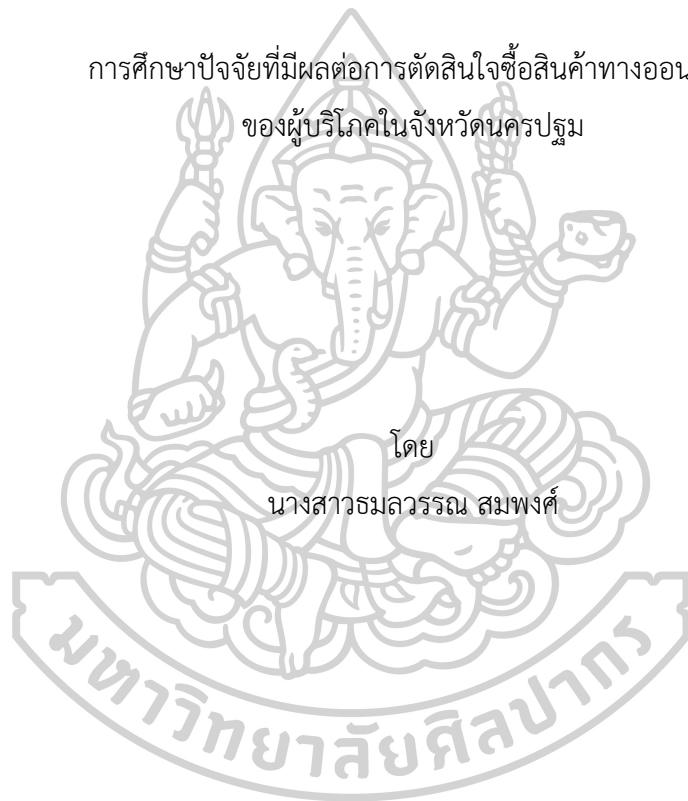 การศึกษาปัจจัยที่มีผลต่อการตัดสินใจซื้อสินค้าทางออน
ของผู้บริโภคในจังหวัดนครปฐม
โดย
นางสาวธมลวรรณ สมพงศ์
มหาวิทยาลัยศิลปากร